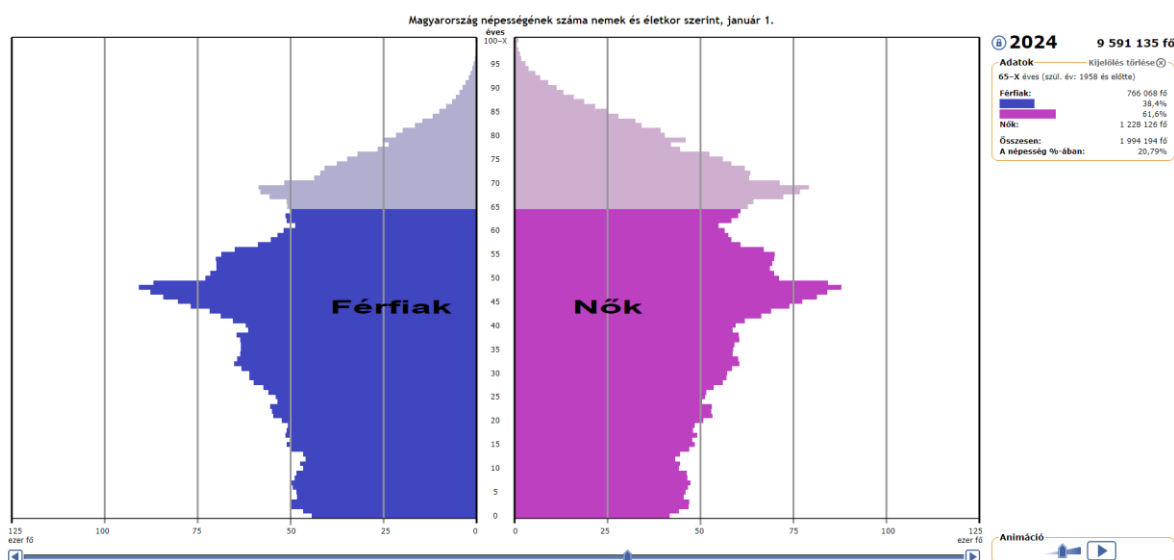 Magyarország népességének száma nemek és életkor szerint, január 1.
éves
100–X
95
90
85
80
75
70
65
60
55
50
45
40
35
30
25
20
15
10
5
0
Férfiak
Nők
125 100 75 50 25 0
ezer fő
0 25 50 75 100 125
ezer fő
2024 9 591 135 fő
Adatok Kijelölés törlése
65–X éves (szül. év: 1958 és előtte)
Férfiak: 766 068 fő
38,4%
61,6%
Nők: 1 228 126 fő
Összesen: 1 994 194 fő
A népesség %-ában: 20,79%
Animáció